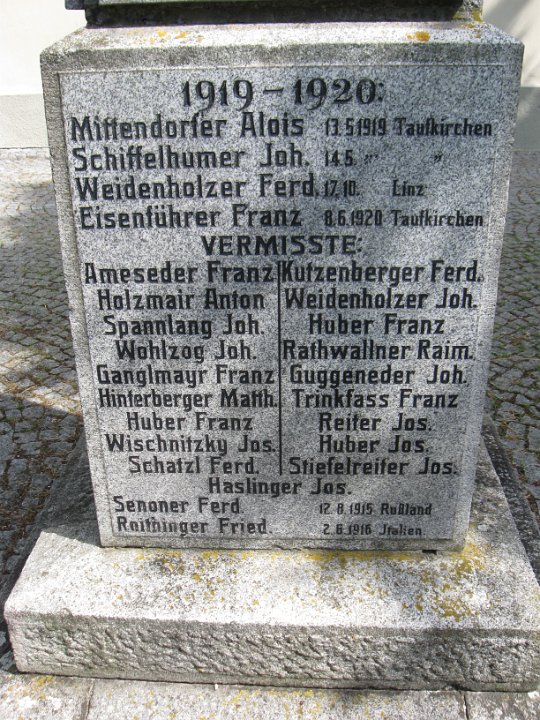 1919-1920:
Mittendorfer Alois 13.5.1919 Taufkirchen
Schiffelhumer Joh. 14.5. "" "
Weidenholzer Ferd. 17.10. Linz
Eisenführer Franz 8.6.1920 Taufkirchen
VERMISSTE:
Ameseder Franz Kutzenberger Ferd.
Holzmair Anton Weidenholzer Joh.
Spannlang Joh. Huber Franz
Wohlzog Joh. Rathwallner Raim.
Ganglmayr Franz Guggeneder Joh.
Hinterberger Matth. Trinkfass Franz
Huber Franz Reiter Jos.
Wischnitzky Jos. Huber Jos.
Schatzl Ferd. Stiefelreiter Jos.
Haslinger Jos.
Senoner Ferd. 12.8.1915 Rußland
Raithinger Fried. 2.6.1916 Italien.